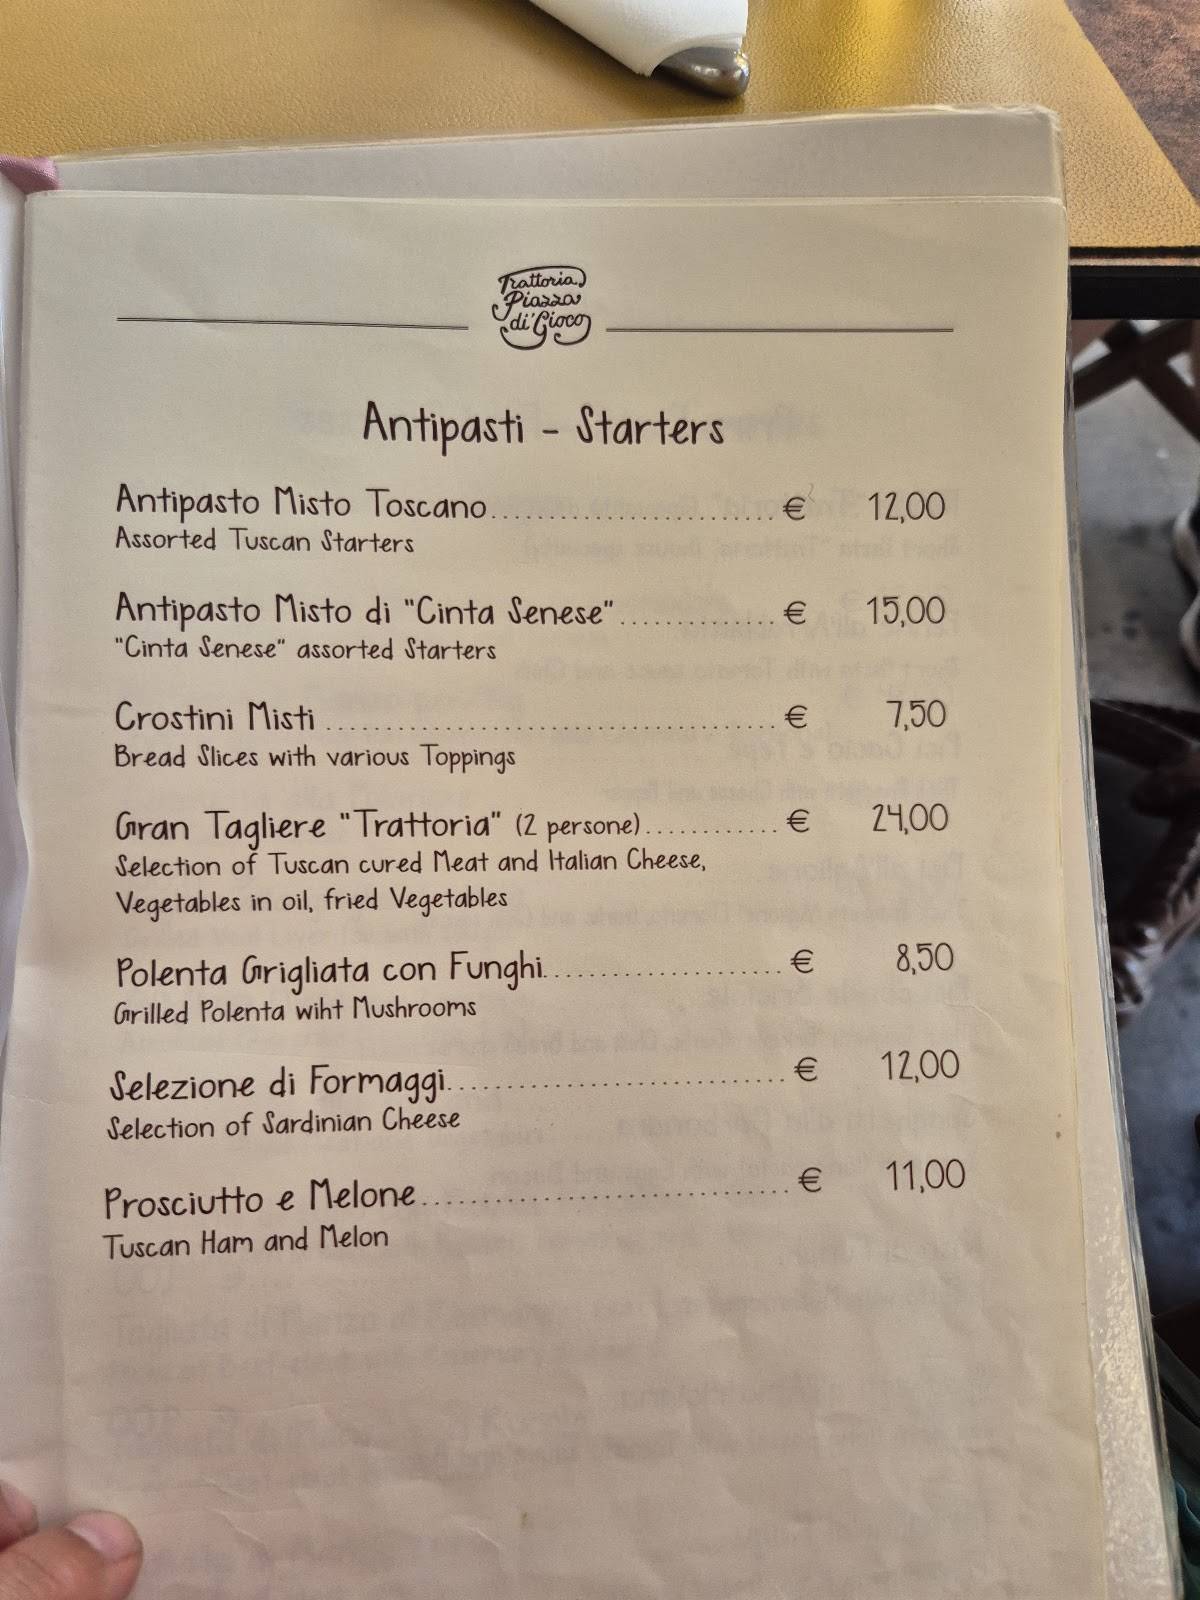 Trattoria
Piazza
di Gioco
Antipasti - Starters
Antipasto Misto Toscano.......................... € 12,00
Assorted Tuscan Starters
Antipasto Misto di "Cinta Senese".............. € 15,00
"Cinta Senese" assorted Starters
Crostini Misti ......................................... € 7,50
Bread Slices with various Toppings
Gran Tagliere "Trattoria" (2 persone)............ € 24,00
Selection of Tuscan cured Meat and Italian Cheese,
Vegetables in oil, fried Vegetables
Polenta Grigliata con Funghi..................... € 8,50
Grilled Polenta wiht Mushrooms
Selezione di Formaggi.............................. € 12,00
Selection of Sardinian Cheese
Prosciutto e Melone................................. € 11,00
Tuscan Ham and Melon